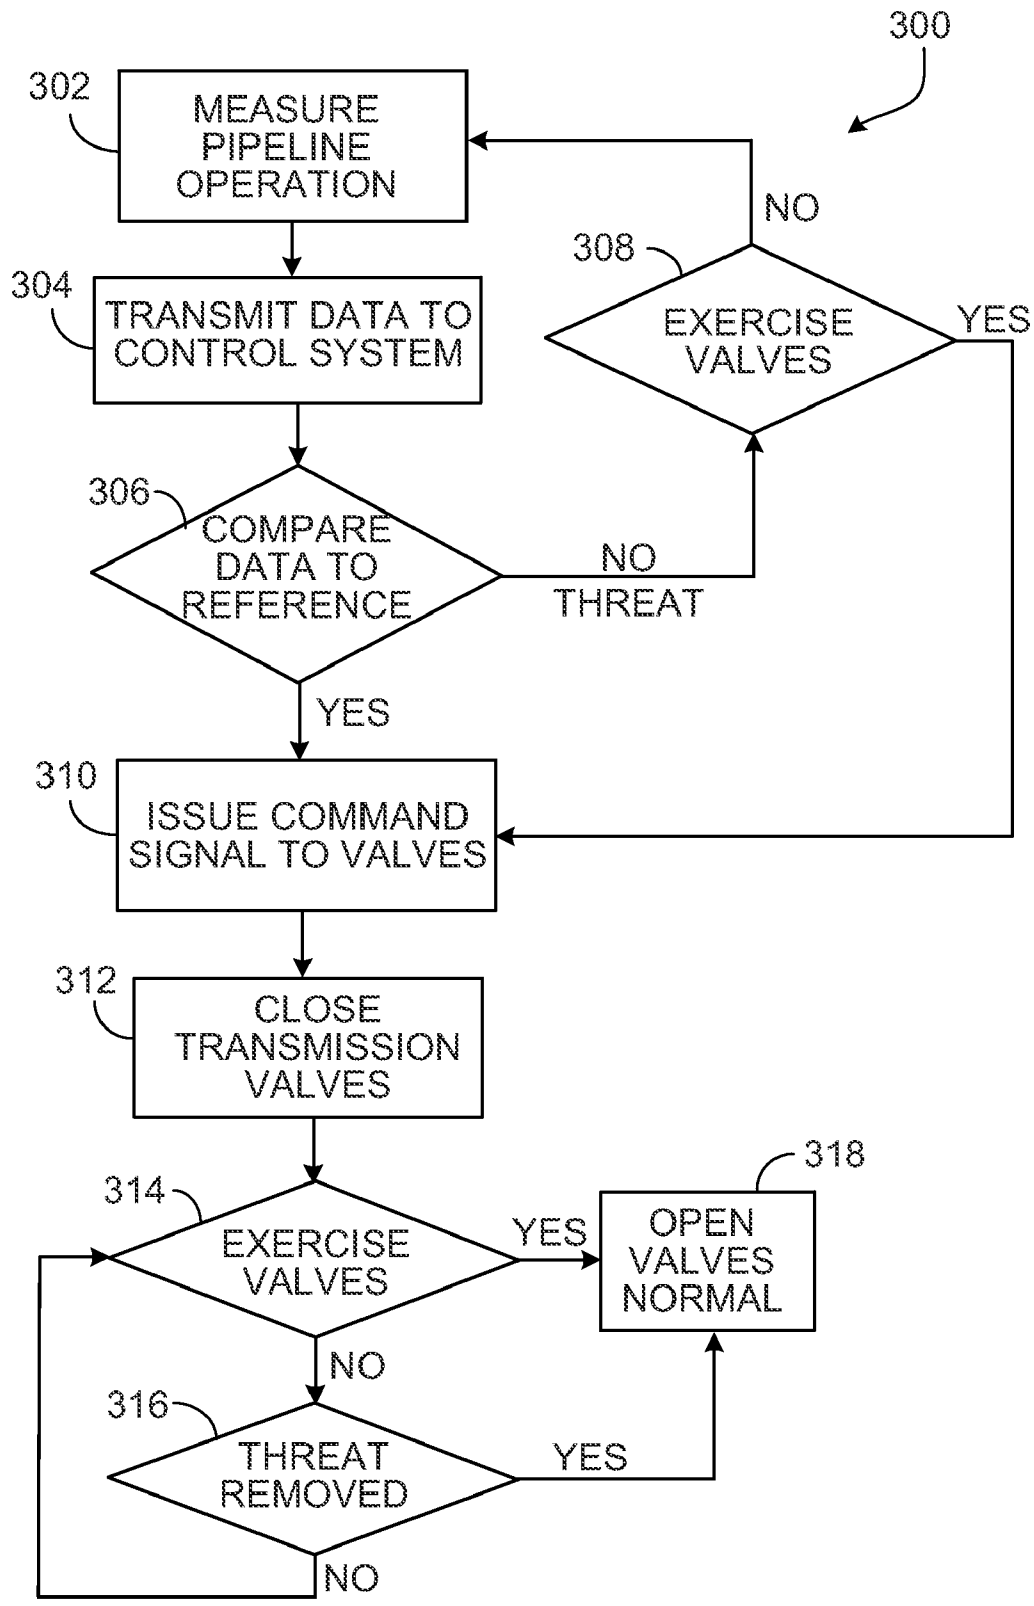 300
302
MEASURE
PIPELINE
OPERATION
NO
308
304
TRANSMIT DATA TO
CONTROL SYSTEM
EXERCISE
VALVES
YES
306
COMPARE
DATA TO
REFERENCE
NO
THREAT
YES
310
ISSUE COMMAND
SIGNAL TO VALVES
312
CLOSE
TRANSMISSION
VALVES
314
EXERCISE
VALVES
YES
318
OPEN
VALVES
NORMAL
NO
316
THREAT
REMOVED
YES
NO